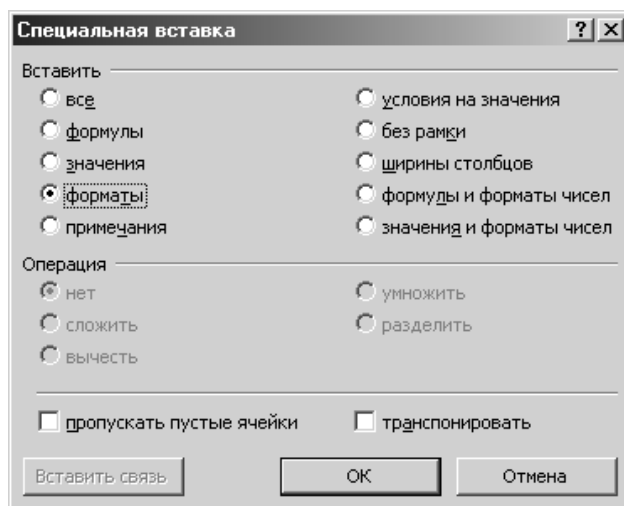 Специальная вставка
Вставить
все
условия на значения
формулы
без рамки
значения
ширины столбцов
форматы
формулы и форматы чисел
примечания
значения и форматы чисел
Операция
нет
умножить
сложить
разделить
вычесть
пропускать пустые ячейки
транспонировать
Вставить связь
ОК
Отмена